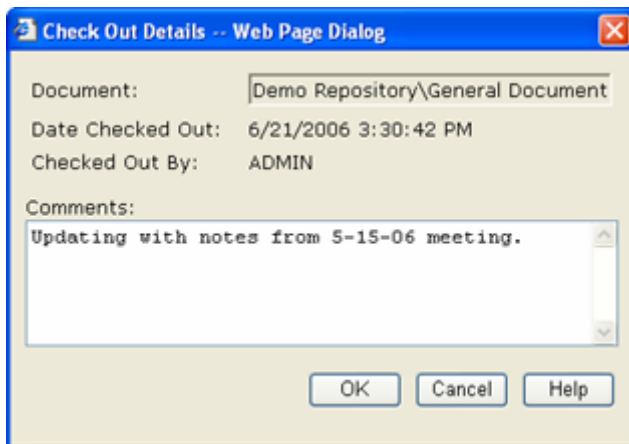 Check Out Details -- Web Page Dialog
Document: Demo Repository\General Document
Date Checked Out: 6/21/2006 3:30:42 PM
Checked Out By: ADMIN
Comments:
Updating with notes from 5-15-06 meeting.
OK Cancel Help